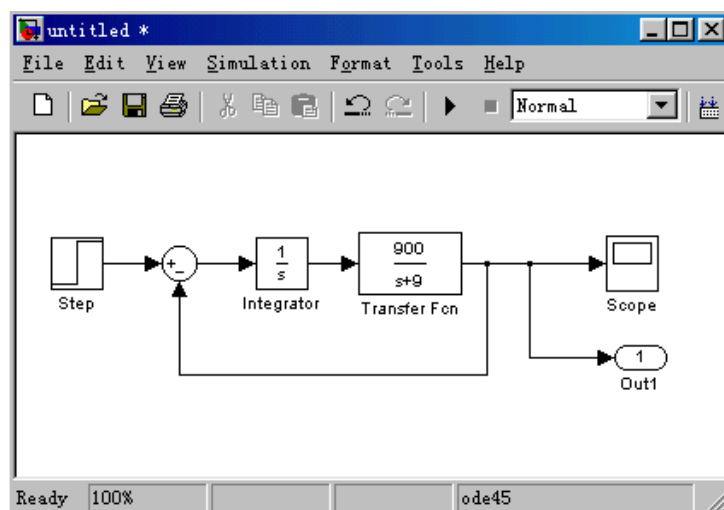 untitled *
File Edit View Simulation Format Tools Help
Normal
+
-
1
s
900
s+9
Step
Integrator
Transfer Fcn
Scope
1
Out1
Ready 100% ode45